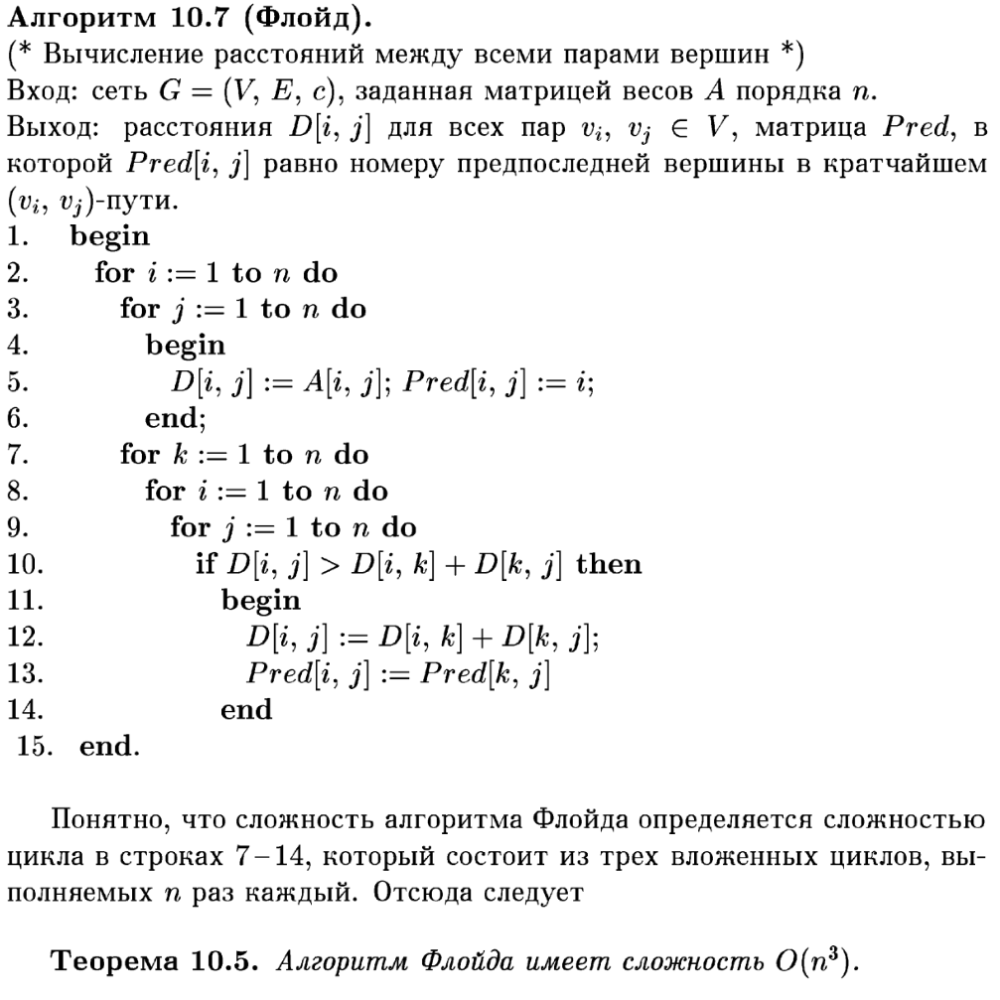 Алгоритм 10.7 (Флойд).
(* Вычисление расстояний между всеми парами вершин *)
Вход: сеть G = (V, E, c), заданная матрицей весов A порядка n.
Выход: расстояния D[i, j] для всех пар v_i, v_j ∈ V, матрица Pred, в
которой Pred[i, j] равно номеру предпоследней вершины в кратчайшем
(v_i, v_j)-пути.
1. begin
2. for i := 1 to n do
3. for j := 1 to n do
4. begin
5. D[i, j] := A[i, j]; Pred[i, j] := i;
6. end;
7. for k := 1 to n do
8. for i := 1 to n do
9. for j := 1 to n do
10. if D[i, j] > D[i, k] + D[k, j] then
11. begin
12. D[i, j] := D[i, k] + D[k, j];
13. Pred[i, j] := Pred[k, j]
14. end
15. end.
Понятно, что сложность алгоритма Флойда определяется сложностью
цикла в строках 7–14, который состоит из трех вложенных циклов, вы-
полняемых n раз каждый. Отсюда следует
Теорема 10.5. Алгоритм Флойда имеет сложность O(n³).